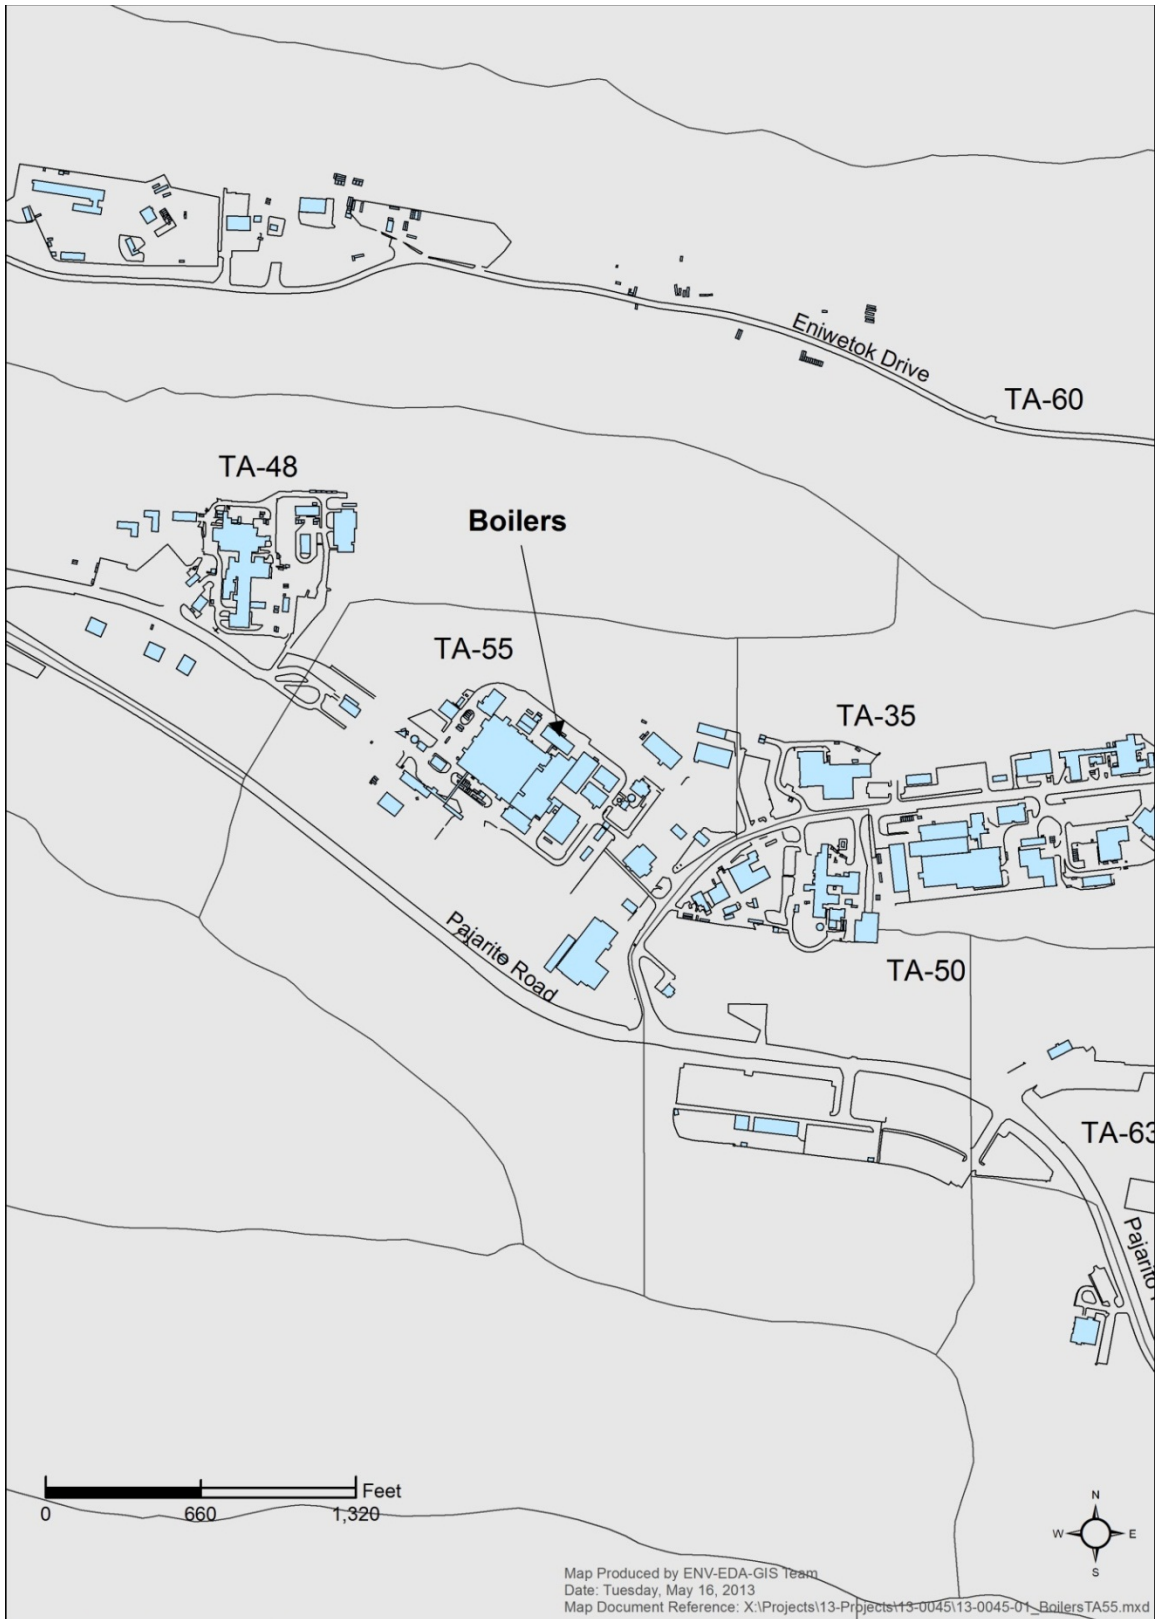 Eniwetok Drive
TA-60
TA-48
Boilers
TA-55
TA-35
Pajarito Road
TA-50
TA-63
Pajarito
Feet
0 660 1,320
N
W E
S
Map Produced by ENV-EDA-GIS Team
Date: Tuesday, May 16, 2013
Map Document Reference: X:\Projects\13-Projects\13-0045\13-0045-01_BoilersTA55.mxd